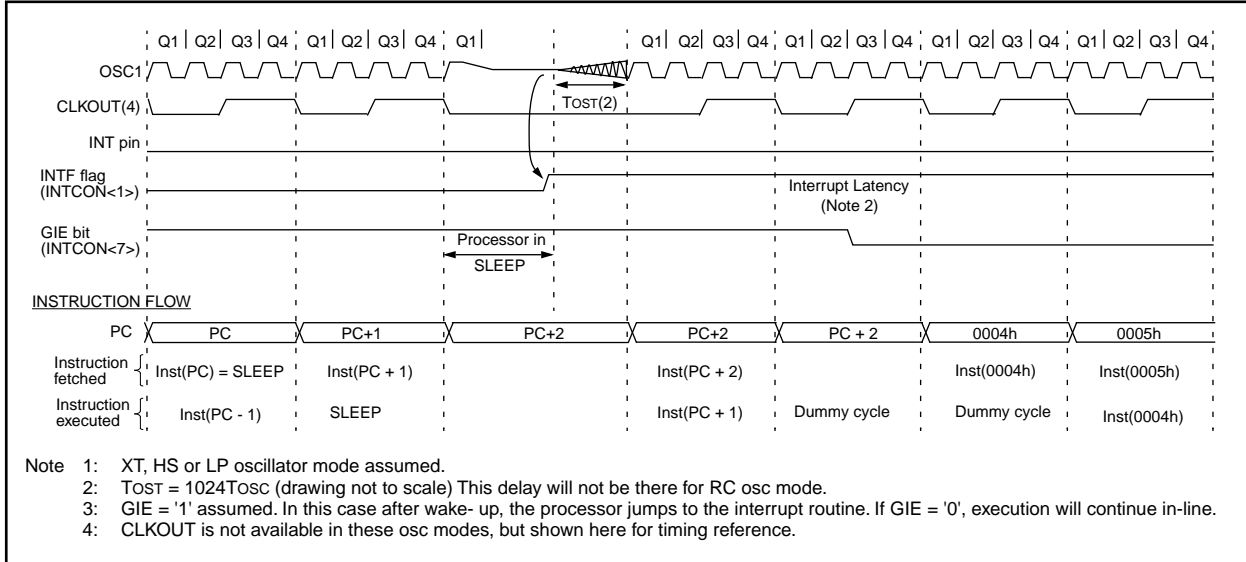 Q1 Q2 Q3 Q4 Q1 Q2 Q3 Q4 Q1 Q1 Q2 Q3 Q4 Q1 Q2 Q3 Q4 Q1 Q2 Q3 Q4 Q1 Q2 Q3 Q4
OSC1
TOST(2)
CLKOUT(4)
INT pin
INTF flag
(INTCON<1>)
Interrupt Latency
(Note 2)
GIE bit
(INTCON<7>)
Processor in
SLEEP
INSTRUCTION FLOW
PC PC PC+1 PC+2 PC+2 PC + 2 0004h 0005h
Instruction
fetched
Inst(PC) = SLEEP Inst(PC + 1) Inst(PC + 2) Inst(0004h) Inst(0005h)
Instruction
executed
Inst(PC - 1) SLEEP Inst(PC + 1) Dummy cycle Dummy cycle Inst(0004h)
Note 1: XT, HS or LP oscillator mode assumed.
2: TOST = 1024TOSC (drawing not to scale) This delay will not be there for RC osc mode.
3: GIE = '1' assumed. In this case after wake- up, the processor jumps to the interrupt routine. If GIE = '0', execution will continue in-line.
4: CLKOUT is not available in these osc modes, but shown here for timing reference.